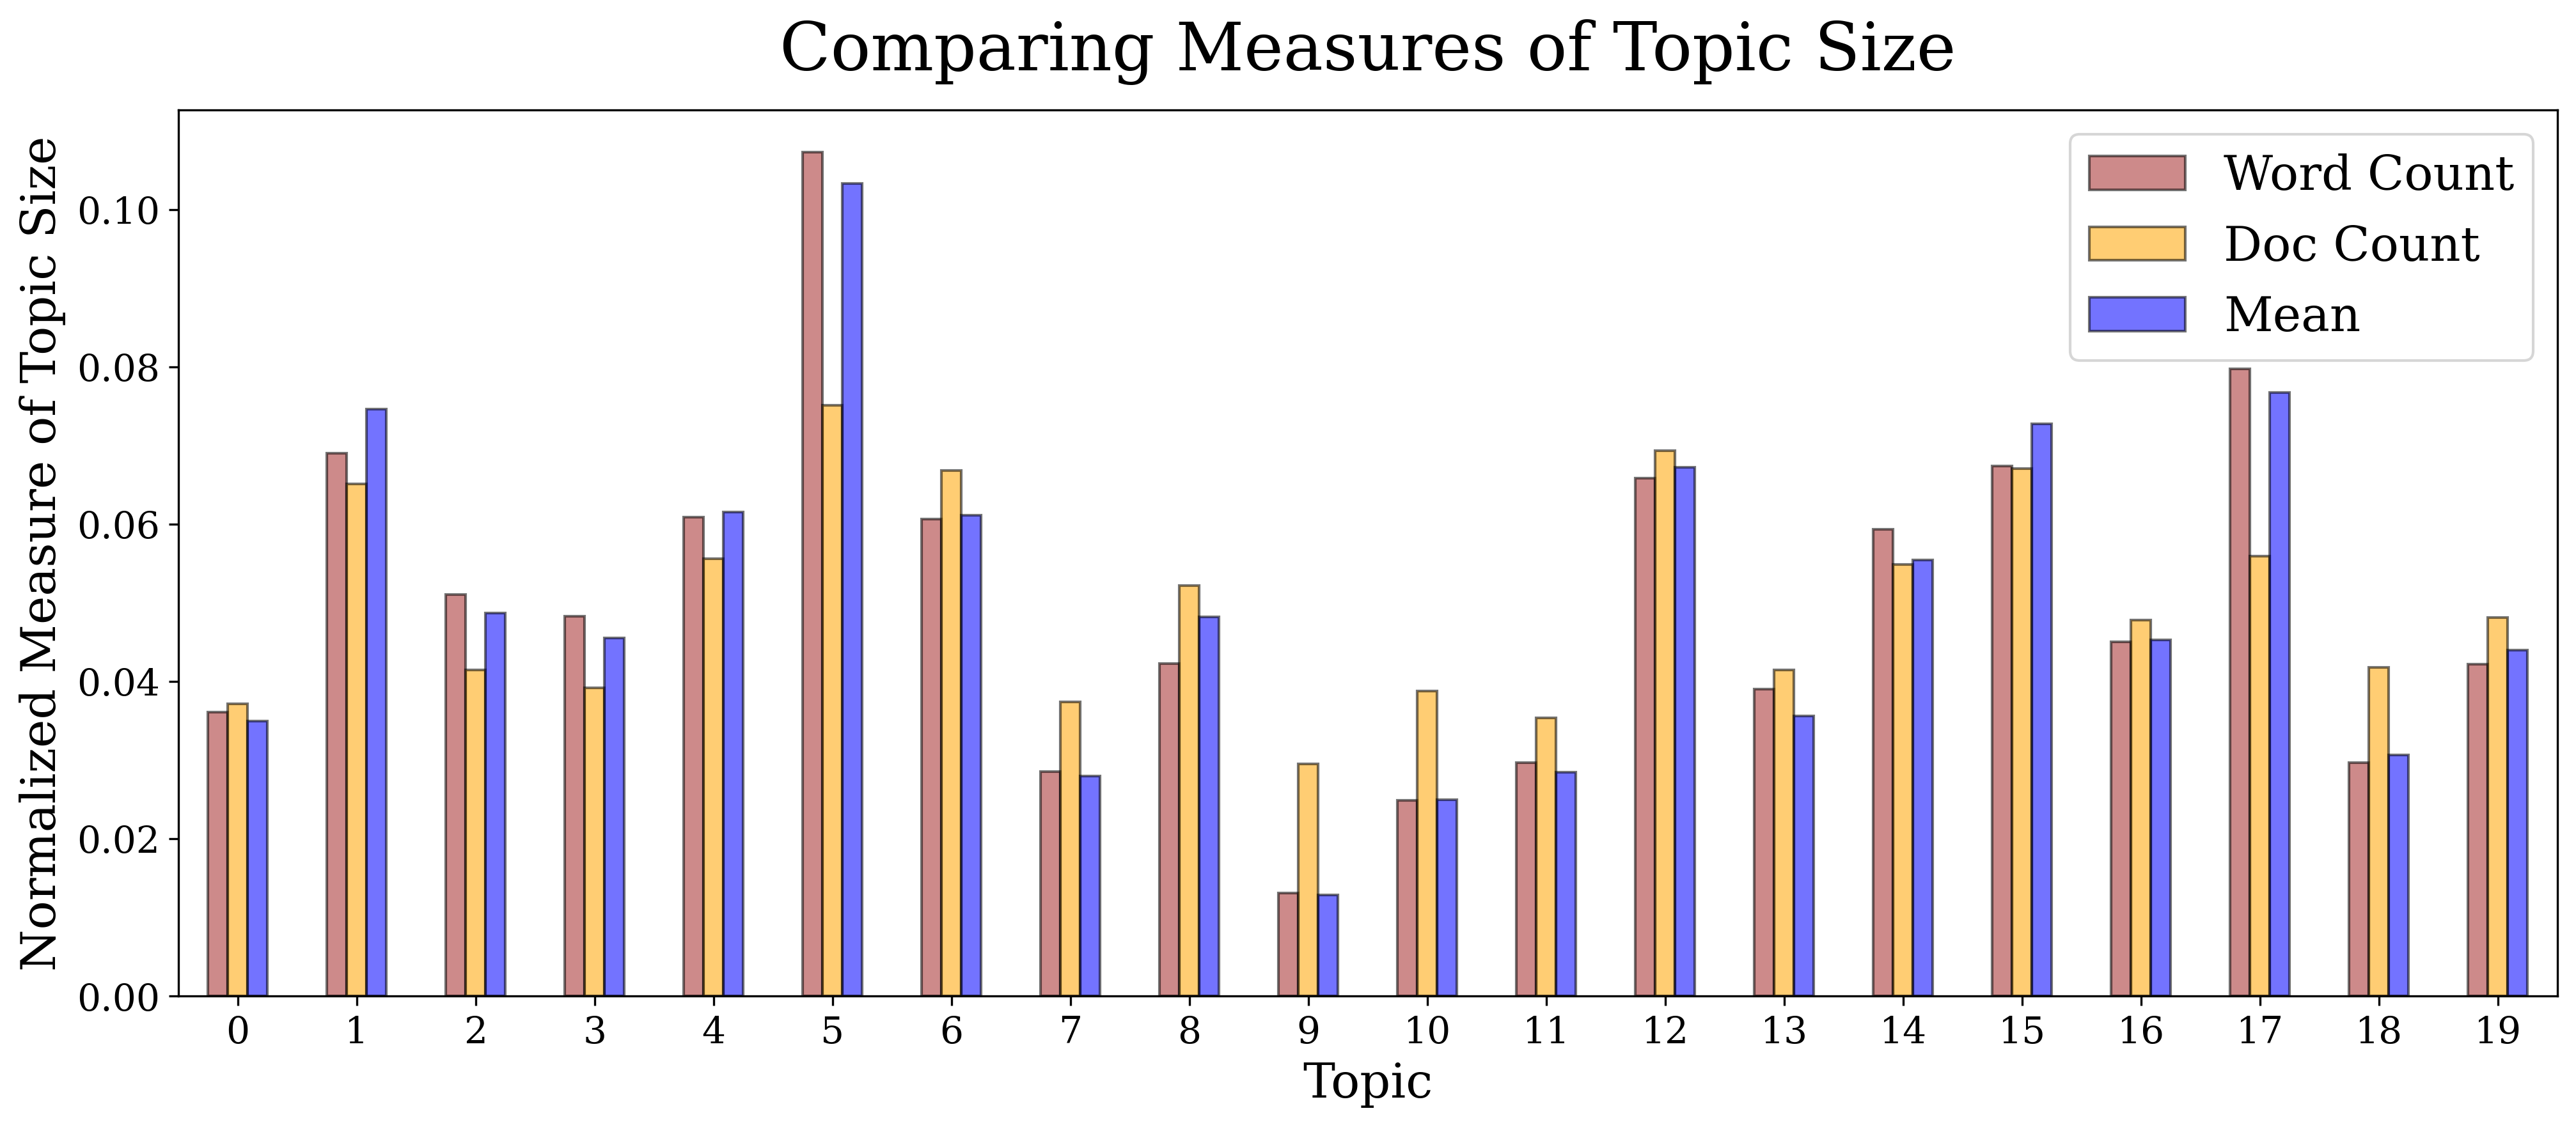 Comparing Measures of Topic Size
Normalized Measure of Topic Size
0.10
0.08
0.06
0.04
0.02
0.00
Word Count
Doc Count
Mean
0 1 2 3 4 5 6 7 8 9 10 11 12 13 14 15 16 17 18 19
Topic